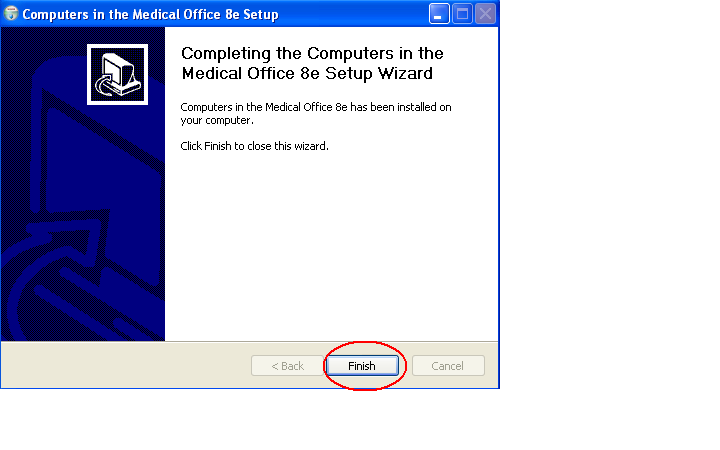 Computers in the Medical Office 8e Setup
Completing the Computers in the
Medical Office 8e Setup Wizard
Computers in the Medical Office 8e has been installed on
your computer.
Click Finish to close this wizard.
< Back Finish Cancel